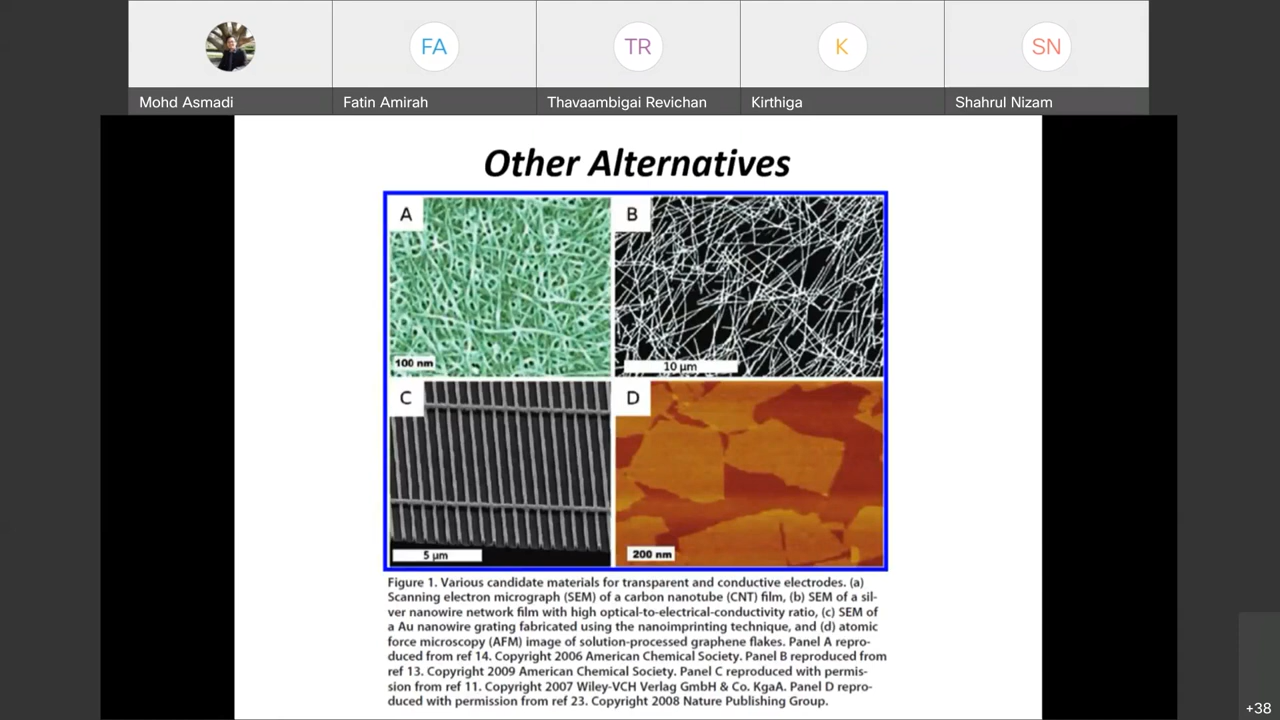 FA
TR
K
SN
Mohd Asmadi
Fatin Amirah
Thavaambigai Revichan
Kirthiga
Shahrul Nizam
Other Alternatives
A
B
100 nm
10 µm
C
D
5 µm
200 nm
Figure 1. Various candidate materials for transparent and conductive electrodes. (a)
Scanning electron micrograph (SEM) of a carbon nanotube (CNT) film, (b) SEM of a sil-
ver nanowire network film with high optical-to-electrical-conductivity ratio, (c) SEM of
a Au nanowire grating fabricated using the nanoimprinting technique, and (d) atomic
force microscopy (AFM) image of solution-processed graphene flakes. Panel A repro-
duced from ref 14. Copyright 2006 American Chemical Society. Panel B reproduced from
ref 13. Copyright 2009 American Chemical Society. Panel C reproduced with permis-
sion from ref 11. Copyright 2007 Wiley-VCH Verlag GmbH & Co. KgaA. Panel D repro-
duced with permission from ref 23. Copyright 2008 Nature Publishing Group.
+38